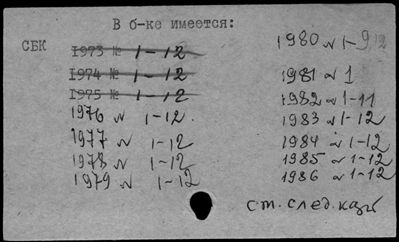 В б-ке имеется:
СБК
1973 № 1-12
1974 № 1-12
1975 № 1-12
1976 № 1-12.
1977 № 1-12
1978 № 1-12
1979 № 1-12
1980 № 1-9,12
1981 № 1
1982 № 1-11
1983 № 1-12
1984 № 1-12
1985 № 1-12
1986 № 1-12
см. след. карт